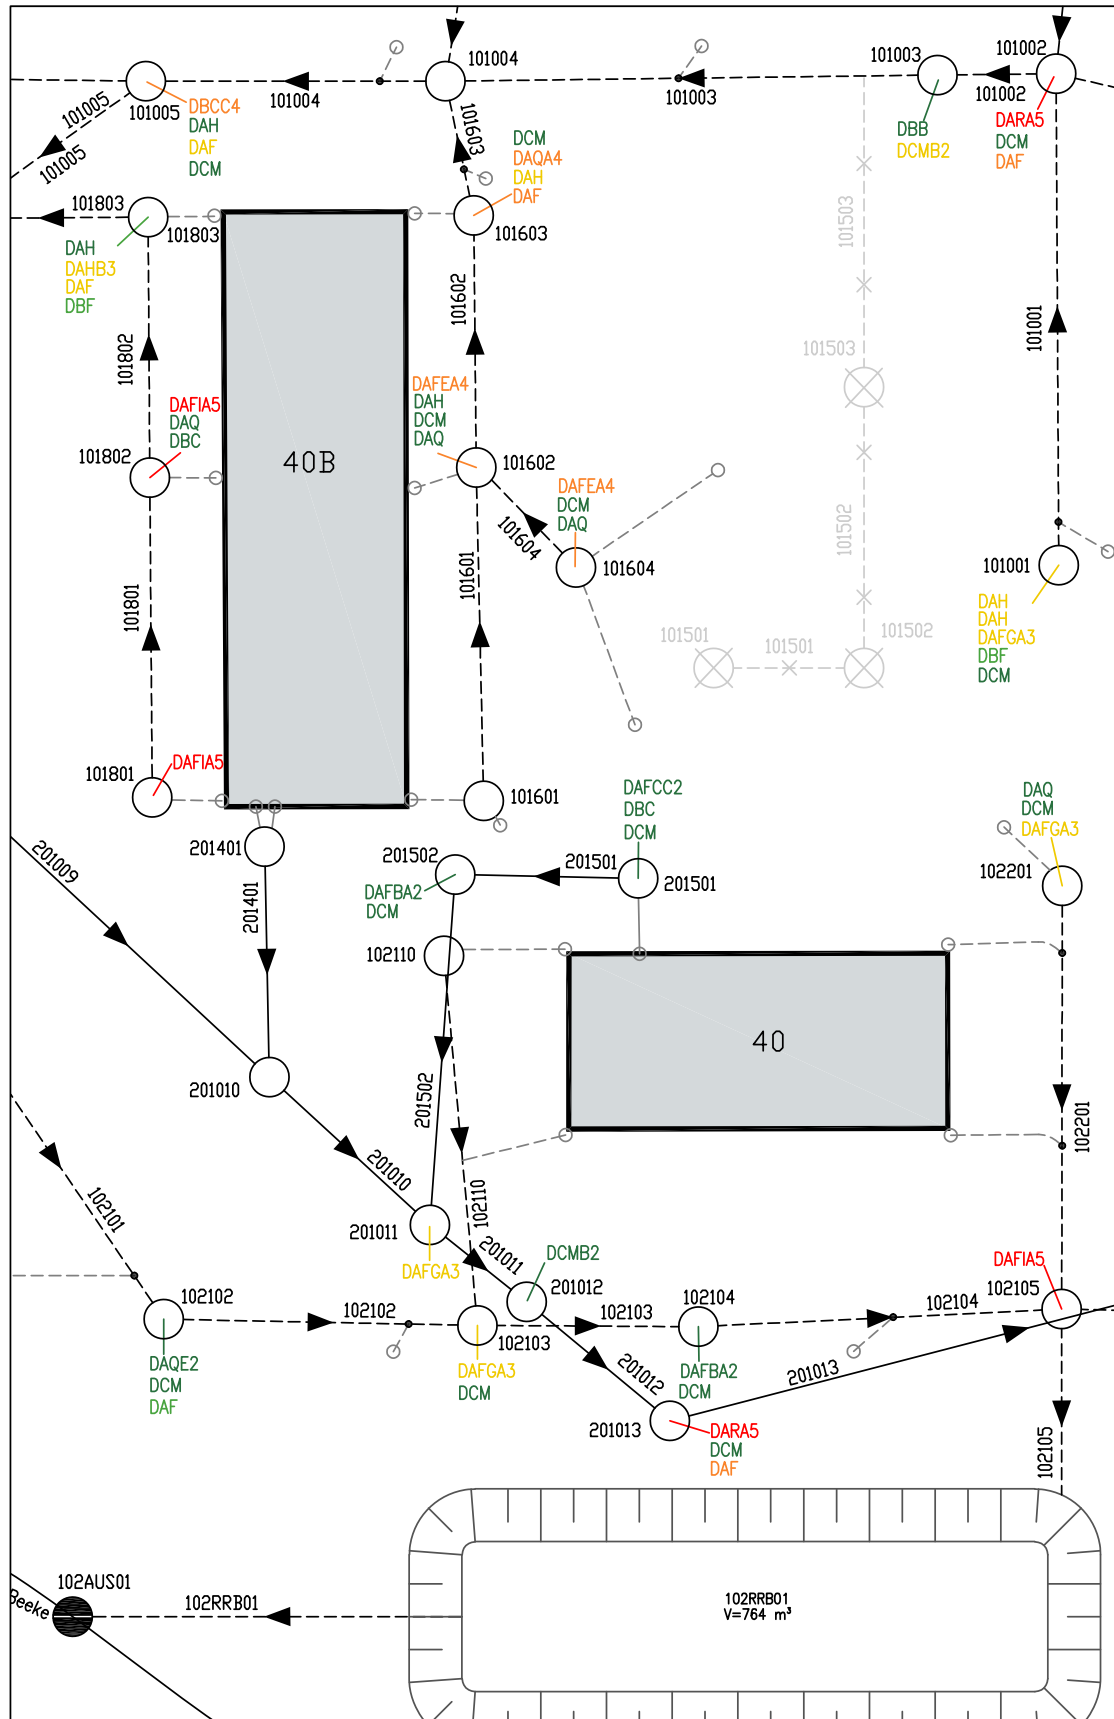 101004
101003
101002
101005
101005
101005
DBCC4
DAH
DAF
DCM
101004
101603
101003
101002
DBB
DCMB2
DARA5
DCM
DAF
DCM
DAQA4
DAH
DAF
101803
101803
DAH
DAHB3
DAF
DBF
101603
101503
101602
101802
101001
101503
DAFIA5
DAQ
DBC
101802
40B
DAFEA4
DAH
DCM
DAQ
101602
DAFEA4
DCM
DAQ
101604
101604
101502
101801
101601
101001
DAH
DAH
DAFGA3
DBF
DCM
101501
101501
101502
101801
DAFIA5
101601
DAFCC2
DBC
DCM
DAQ
DCM
DAFGA3
201401
201009
201401
201502
201501
201501
DAFBA2
DCM
102201
102110
40
201010
201502
102201
201010
102110
102101
201011
DAFGA3
201011
DCMB2
201012
DAFIA5
102105
102102
102102
102103
102103
102104
102104
DAQE2
DCM
DAF
DAFGA3
DCM
DAFBA2
DCM
201012
201013
201013
DARA5
DCM
DAF
102105
102AUS01
Beeke
102RRB01
102RRB01
V=764 m³